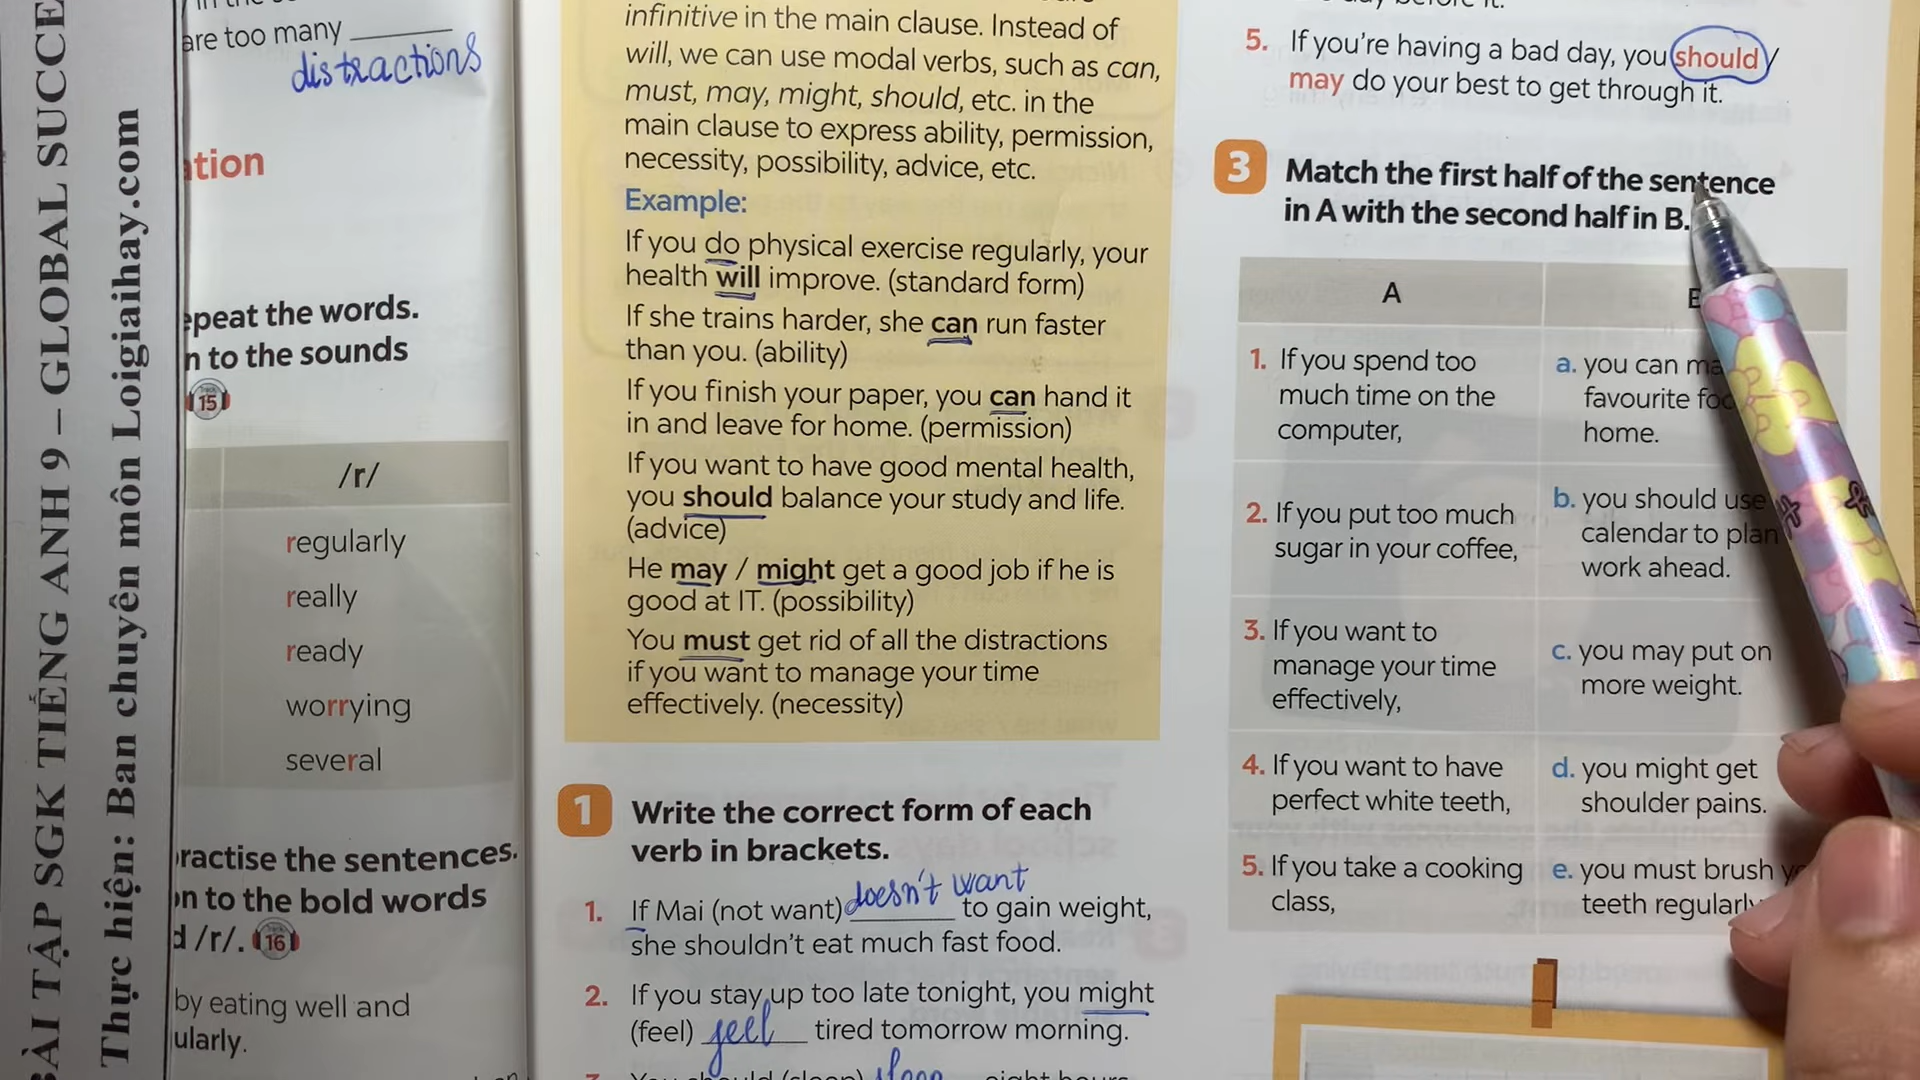 BÀI TẬP SGK TIẾNG ANH 9 – GLOBAL SUCCE
Thực hiện: Ban chuyên môn Loigiaihay.com
are too many
distractions
ation
epeat the words.
n to the sounds
15
/r/
regularly
really
ready
worrying
several
ractise the sentences.
on to the bold words
d /r/. 16
by eating well and
ularly.
infinitive in the main clause. Instead of
will, we can use modal verbs, such as can,
must, may, might, should, etc. in the
main clause to express ability, permission,
necessity, possibility, advice, etc.
Example:
If you do physical exercise regularly, your
health will improve. (standard form)
If she trains harder, she can run faster
than you. (ability)
If you finish your paper, you can hand it
in and leave for home. (permission)
If you want to have good mental health,
you should balance your study and life.
(advice)
He may / might get a good job if he is
good at IT. (possibility)
You must get rid of all the distractions
if you want to manage your time
effectively. (necessity)
1 Write the correct form of each
verb in brackets.
1. If Mai (not want) doesn't want to gain weight,
she shouldn't eat much fast food.
2. If you stay up too late tonight, you might
(feel) feel tired tomorrow morning.
5. If you're having a bad day, you should /
may do your best to get through it.
3 Match the first half of the sentence
in A with the second half in B.
A
1. If you spend too
much time on the
computer,
a. you can
favourite
home.
2. If you put too much
sugar in your coffee,
b. you should use
calendar to plan
work ahead.
3. If you want to
manage your time
effectively,
c. you may put on
more weight.
4. If you want to have
perfect white teeth,
d. you might get
shoulder pains.
5. If you take a cooking
class,
e. you must brush
teeth regularly